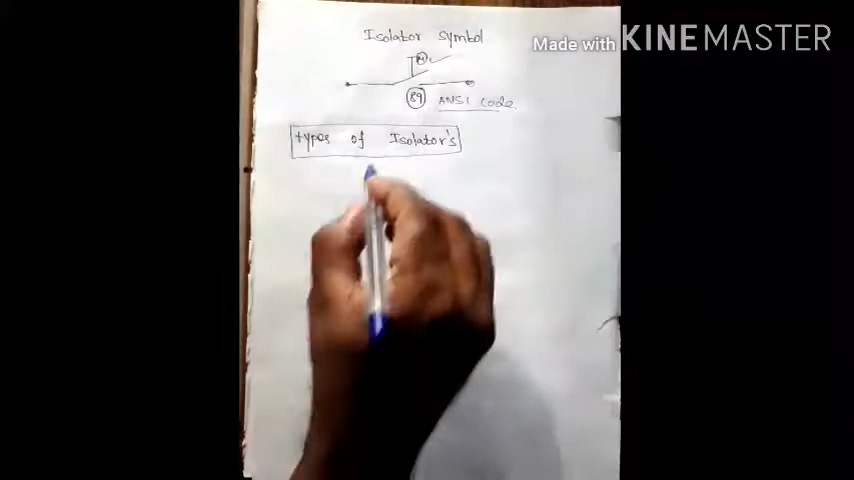 Isolator symbol
Made with KINEMASTER
M
89 ANSI code.
types of Isolator's